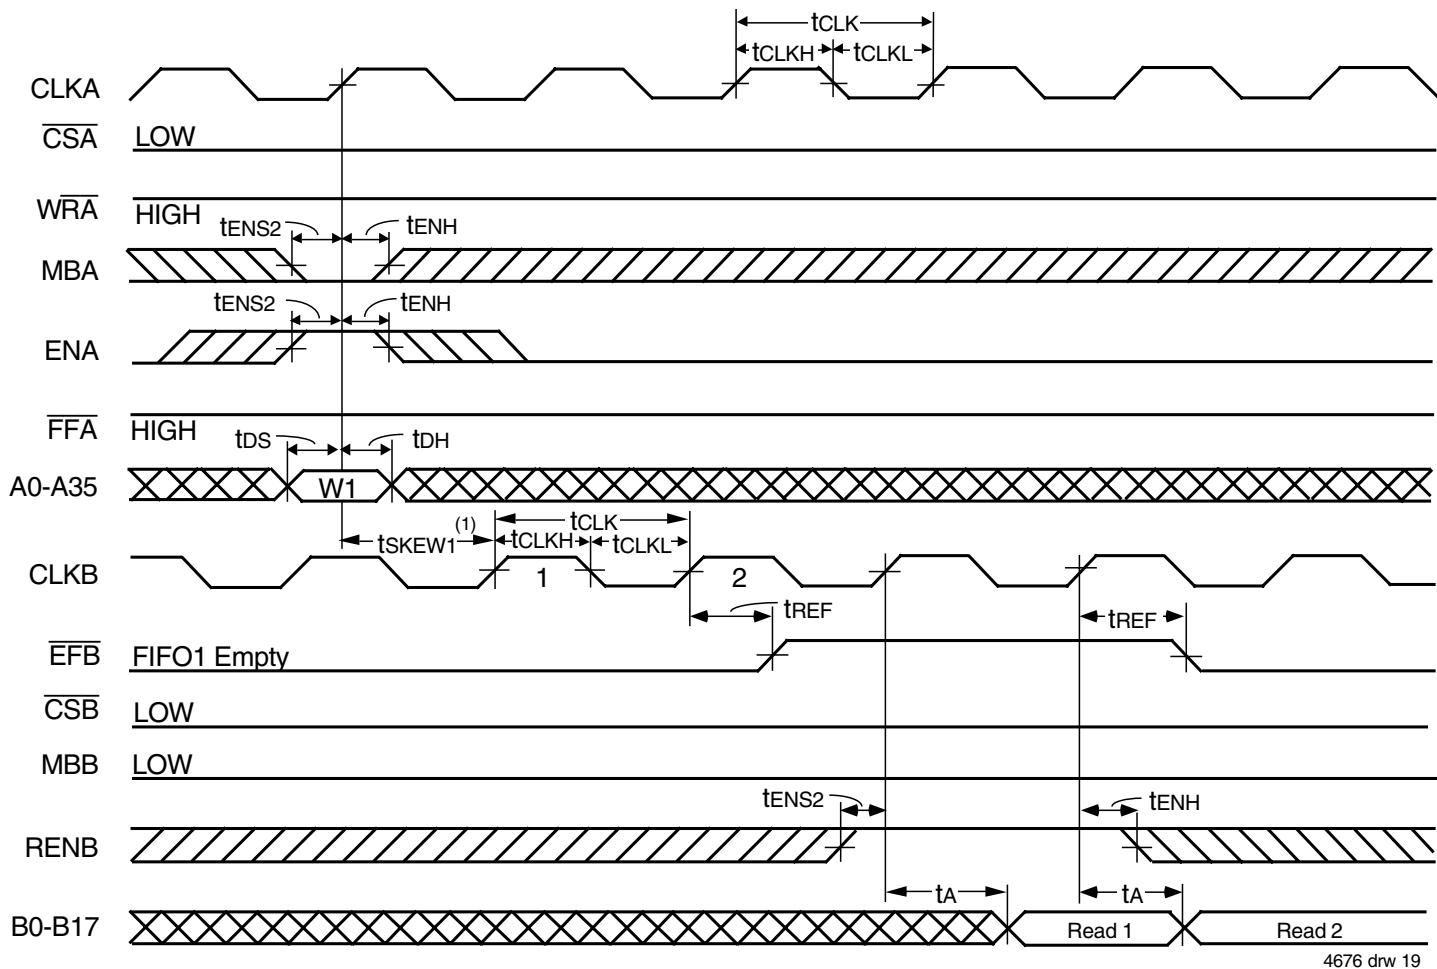 tCLK
tCLKH tCLKL
CLKA
CSA LOW
WRA HIGH
tENS2 tENH
MBA
tENS2 tENH
ENA
FFA HIGH
tDS tDH
A0-A35 W1
tSKEW1 (1) tCLK
tCLKH tCLKL
CLKB 1 2
tREF tREF
EFB FIFO1 Empty
CSB LOW
MBB LOW
tENS2 tENH
RENB
tA tA
B0-B17 Read 1 Read 2
4676 drw 19